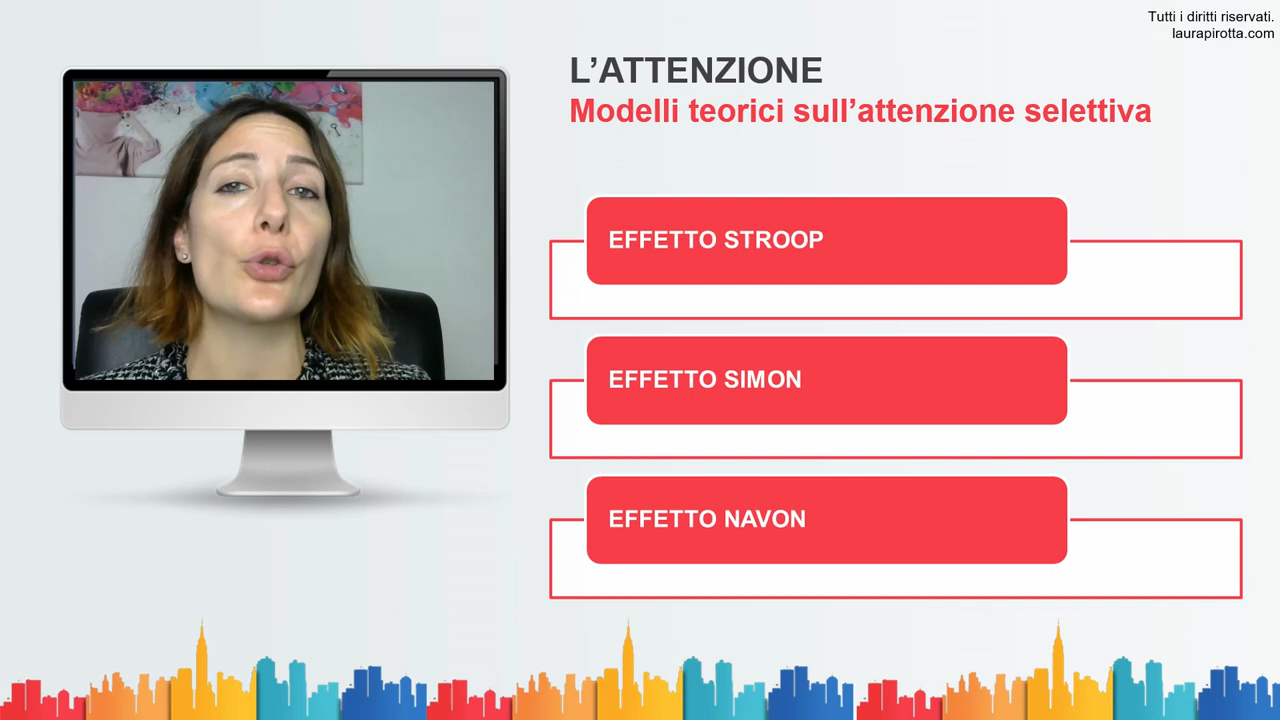 Tutti i diritti riservati.
laurapirotta.com
L’ATTENZIONE
Modelli teorici sull’attenzione selettiva
EFFETTO STROOP
EFFETTO SIMON
EFFETTO NAVON